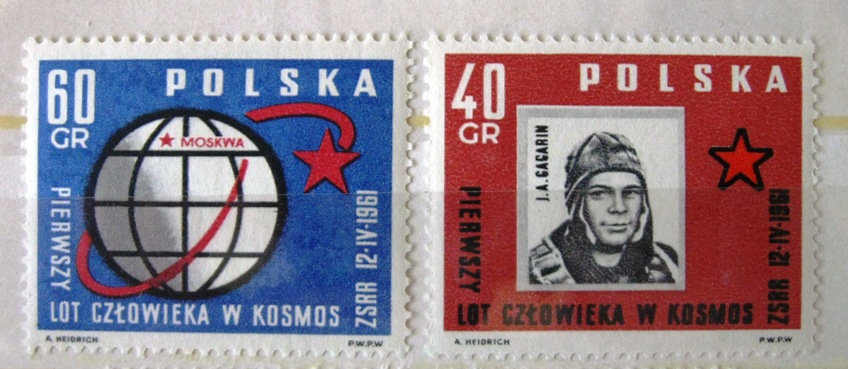 60
GR
POLSKA
MOSKWA
PIERWSZY
LOT CZŁOWIEKA W KOSMOS
ZSRR 12·IV·1961
A. HEIDRICH
P.W.P.W
40
GR
POLSKA
J.A. GAGARIN
PIERWSZY
LOT CZŁOWIEKA W KOSMOS
ZSRR 12·IV·1961
A. HEIDRICH
P.W.P.W.